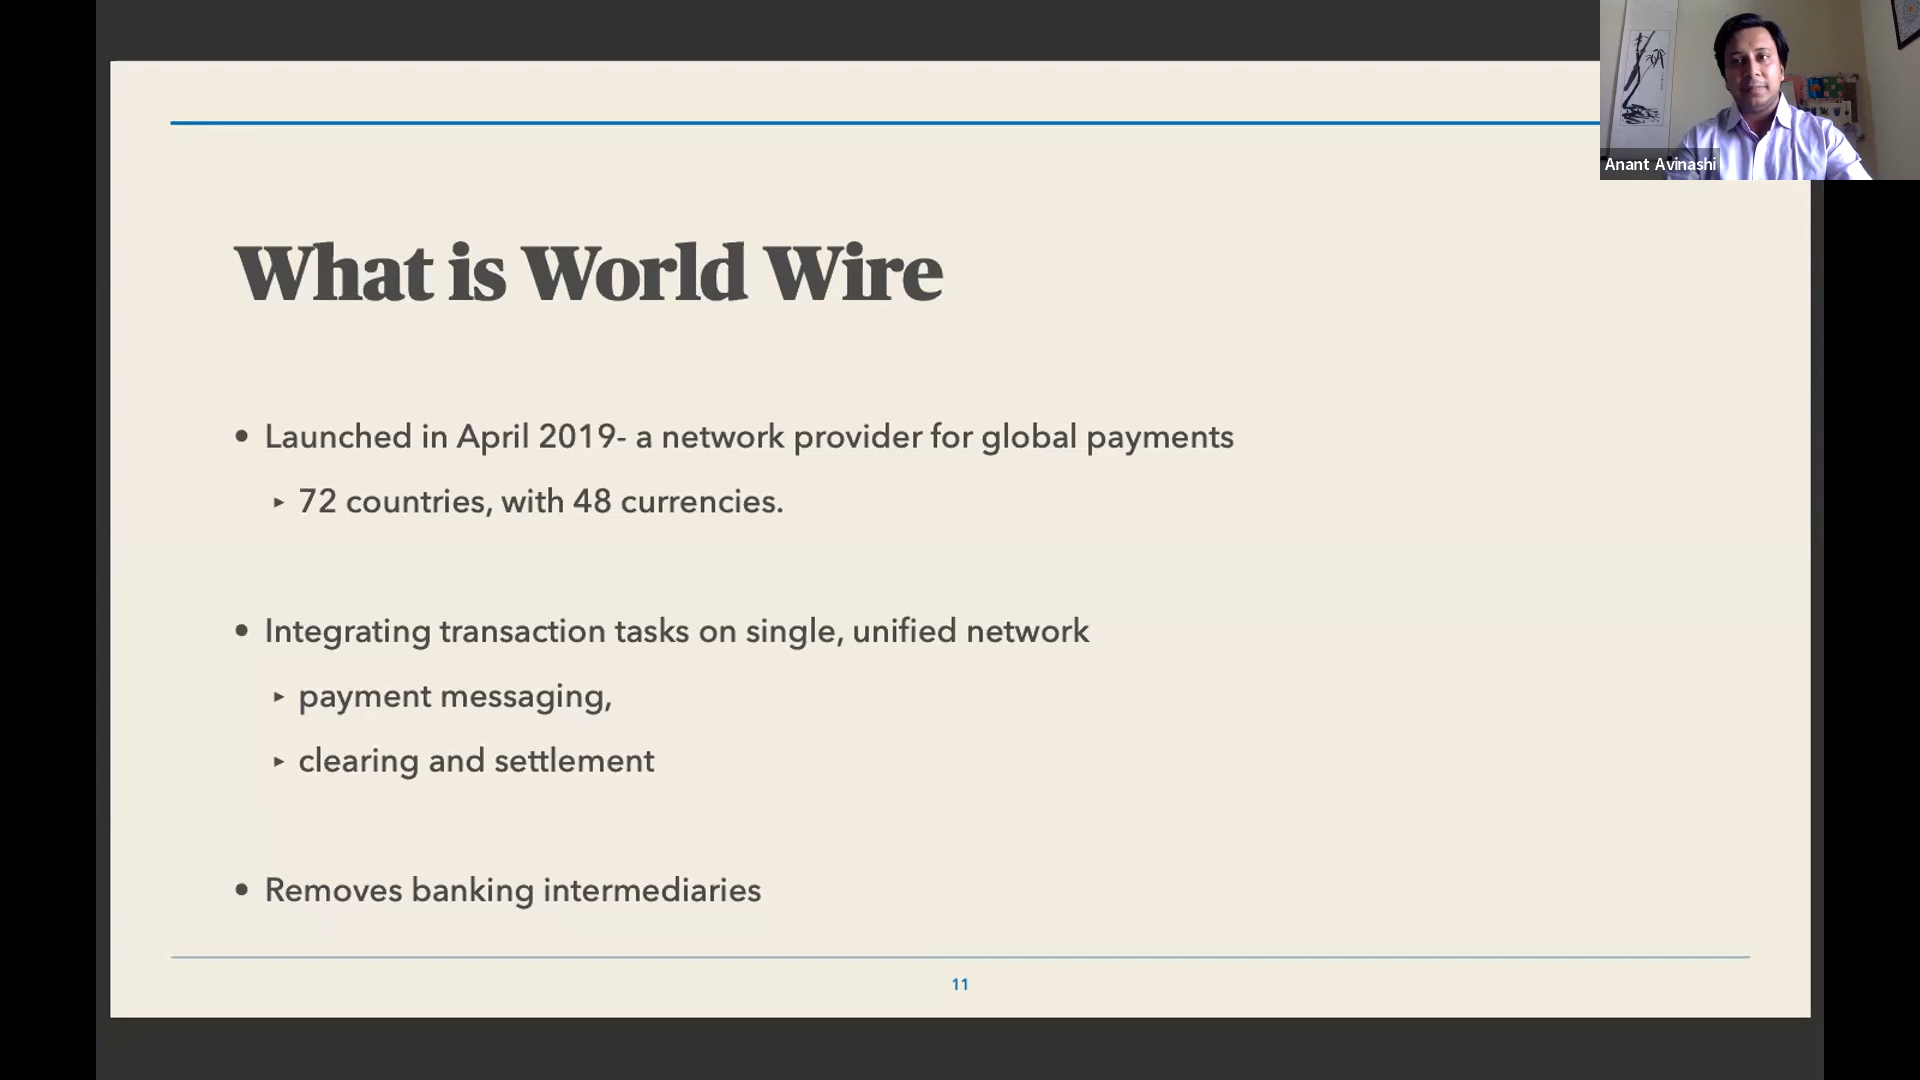 Anant Avinashi
What is World Wire
• Launched in April 2019- a network provider for global payments
▸ 72 countries, with 48 currencies.
• Integrating transaction tasks on single, unified network
▸ payment messaging,
▸ clearing and settlement
• Removes banking intermediaries
11